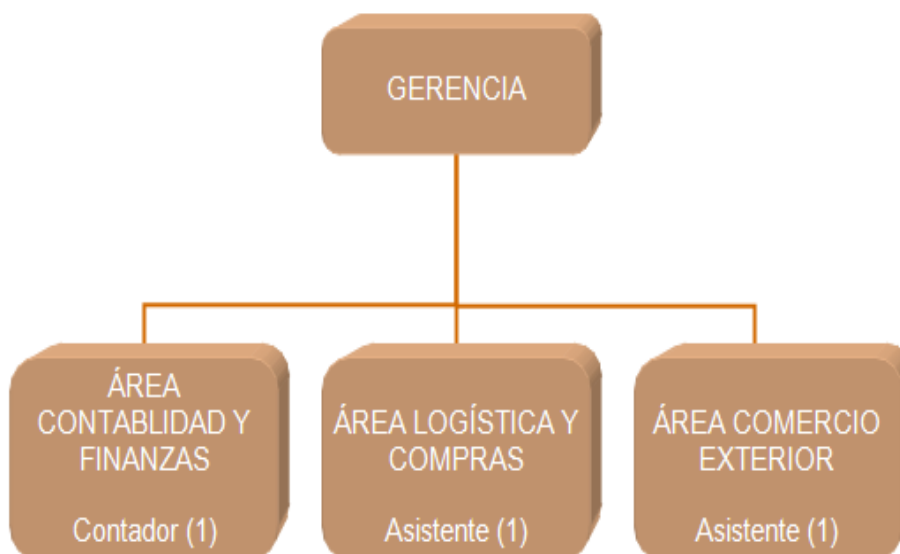 GERENCIA
ÁREA
CONTABLIDAD Y
FINANZAS
Contador (1)
ÁREA LOGÍSTICA Y
COMPRAS
Asistente (1)
ÁREA COMERCIO
EXTERIOR
Asistente (1)